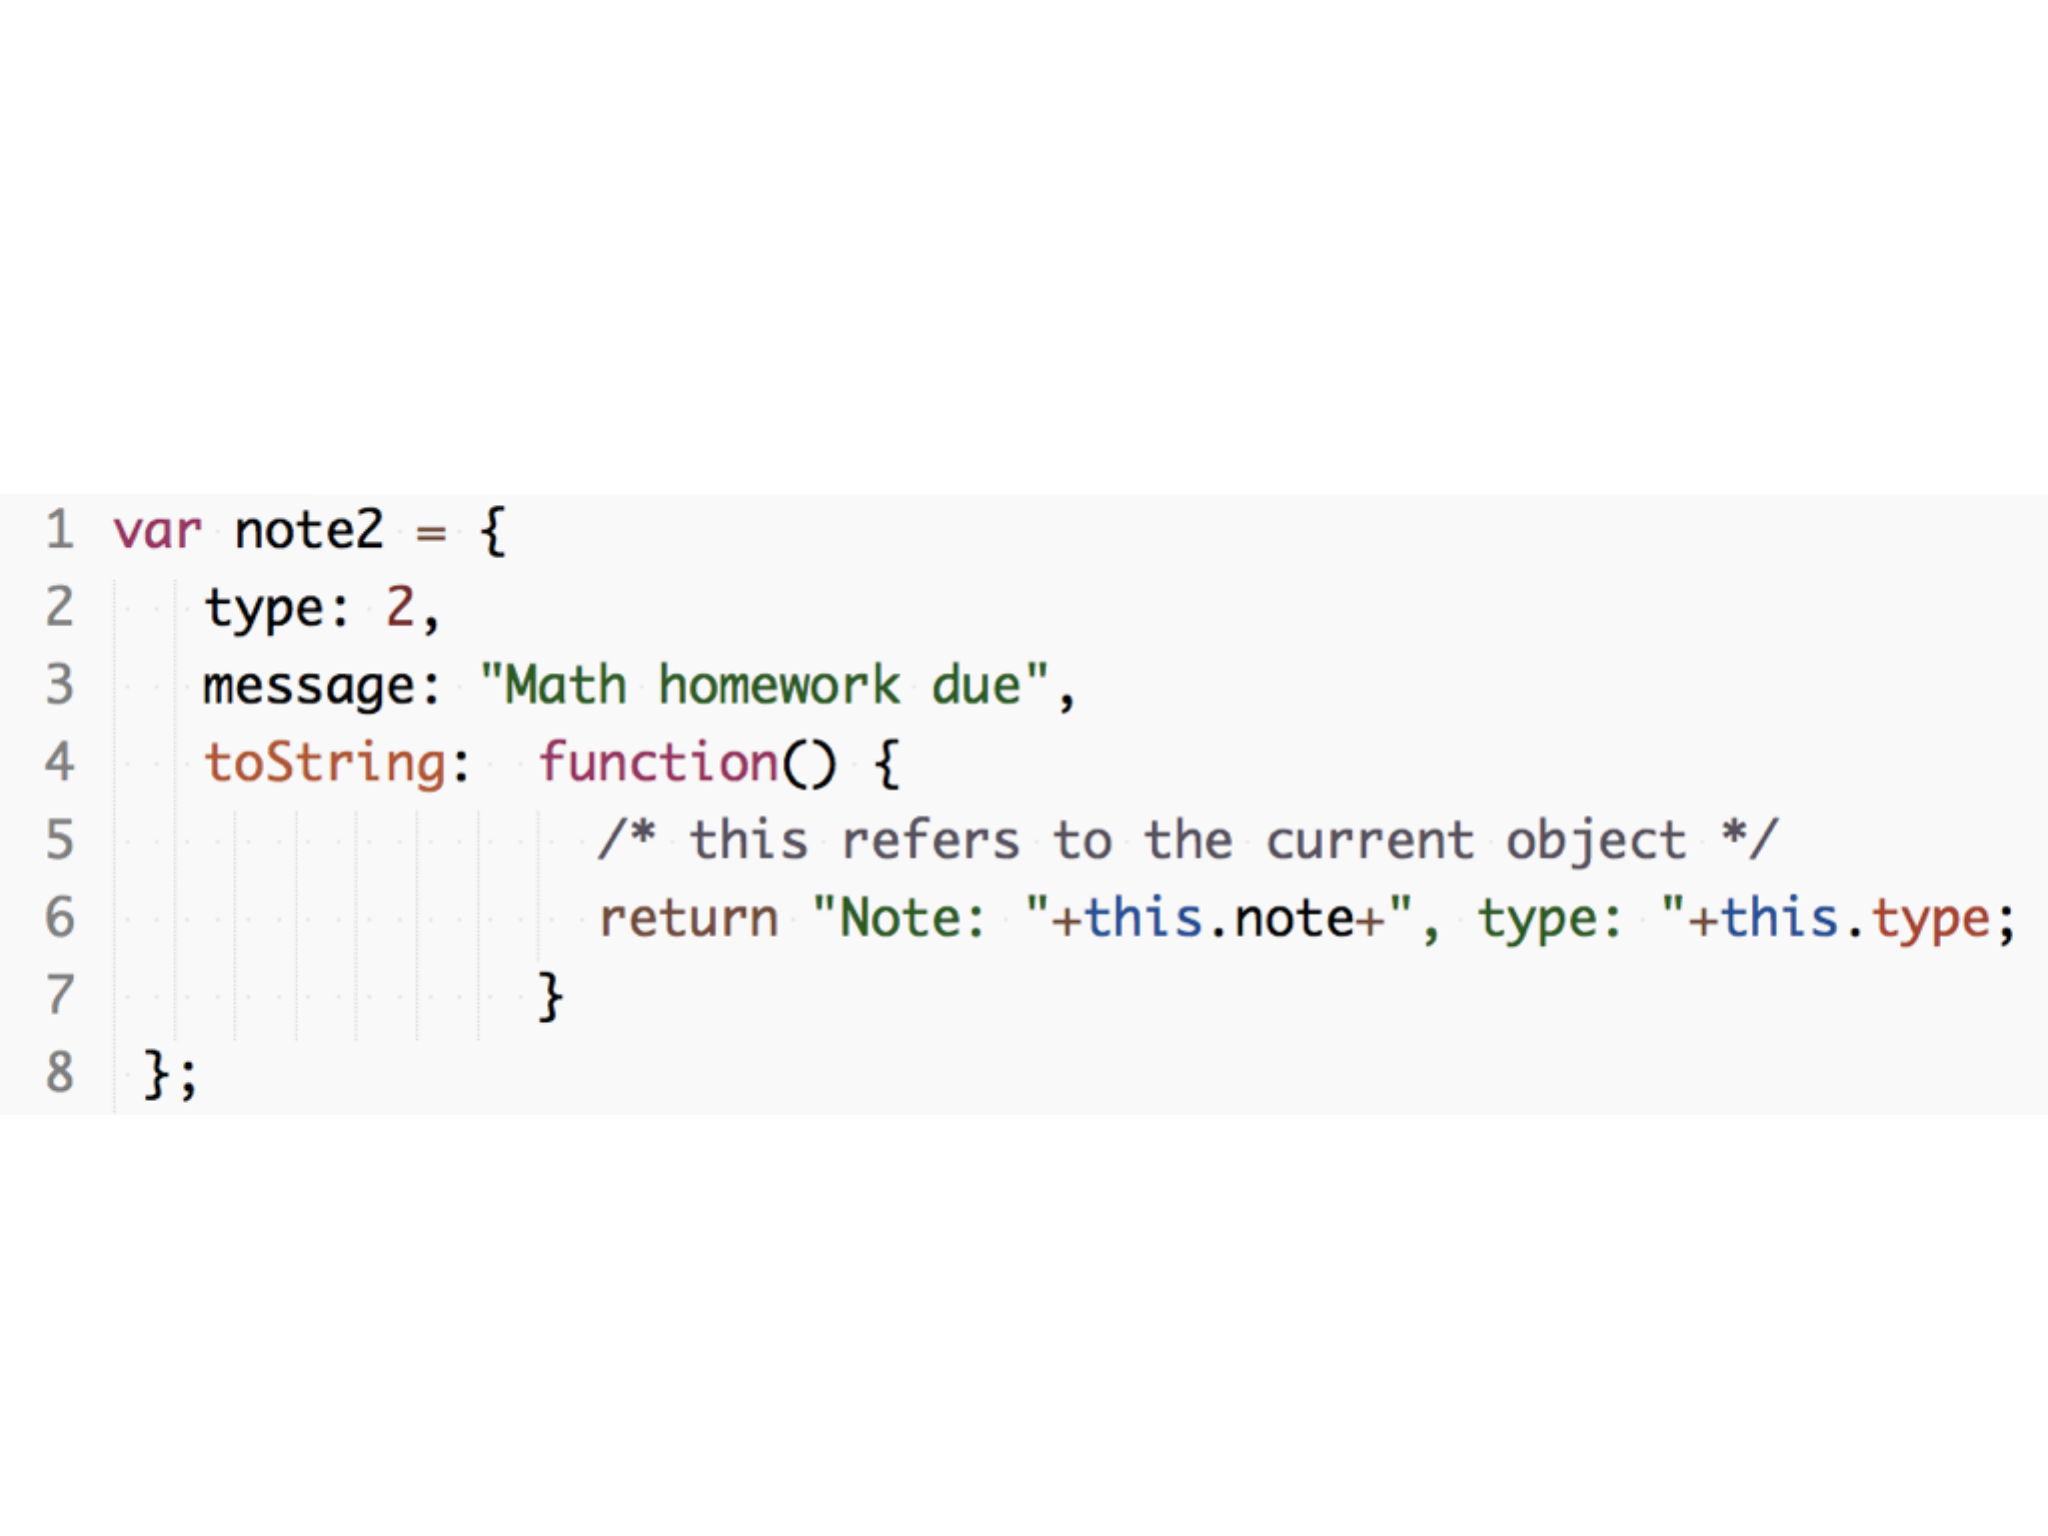 1 var note2 = {
2 type: 2,
3 message: "Math homework due",
4 toString:  function() {
5 /* this refers to the current object */
6 return "Note: "+this.note+", type: "+this.type;
7 }
8 };